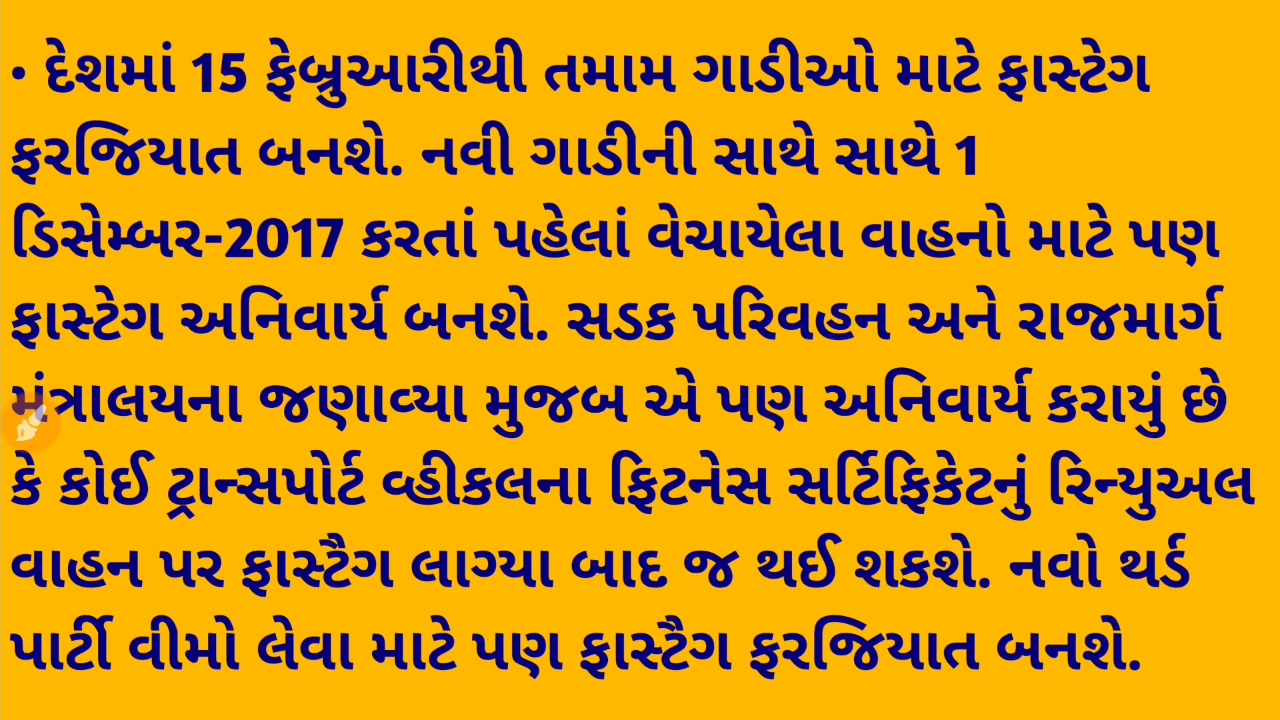 • દેશમાં 15 ફેબ્રુઆરીથી તમામ ગાડીઓ માટે ફાસ્ટેગ
ફરજિયાત બનશે. નવી ગાડીની સાથે સાથે 1
ડિસેમ્બર-2017 કરતાં પહેલાં વેચાયેલા વાહનો માટે પણ
ફાસ્ટેગ અનિવાર્ય બનશે. સડક પરિવહન અને રાજમાર્ગ
મંત્રાલયના જણાવ્યા મુજબ એ પણ અનિવાર્ય કરાયું છે
કે કોઈ ટ્રાન્સપોર્ટ વ્હીકલના ફિટનેસ સર્ટિફિકેટનું રિન્યુઅલ
વાહન પર ફાસ્ટૈગ લાગ્યા બાદ જ થઈ શકશે. નવો થર્ડ
પાર્ટી વીમો લેવા માટે પણ ફાસ્ટૈગ ફરજિયાત બનશે.